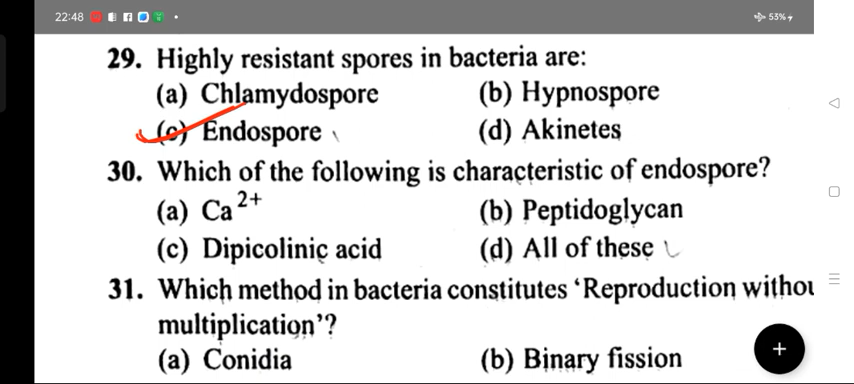 22:48
53%
29. Highly resistant spores in bacteria are:
(a) Chlamydospore (b) Hypnospore
(c) Endospore (d) Akinetes
30. Which of the following is characteristic of endospore?
(a) Ca²⁺ (b) Peptidoglycan
(c) Dipicolinic acid (d) All of these
31. Which method in bacteria constitutes ‘Reproduction withou
multiplication’?
(a) Conidia (b) Binary fission